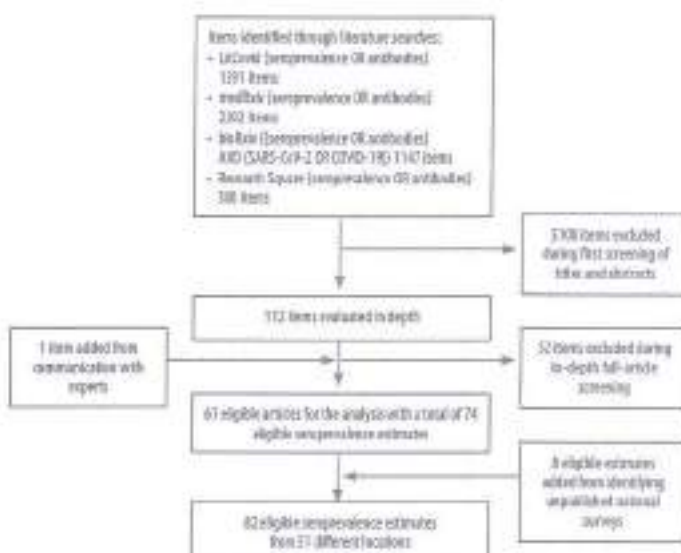 Items identified through literature searches:
- LitCovid (seroprevalence OR antibodies)
1391 items
- medRxiv (seroprevalence OR antibodies)
2302 items
- bioRxiv (seroprevalence OR antibodies)
AND (SARS-CoV-2 OR COVID-19) 1147 items
- Research Square (seroprevalence OR antibodies)
380 items
5108 items excluded
during first screening of
titles and abstracts
112 items evaluated in depth
1 item added from
communication with
experts
52 items excluded during
in-depth full-article
screening
61 eligible articles for the analysis with a total of 74
eligible seroprevalence estimates
8 eligible estimates
added from identifying
unpublished national
surveys
82 eligible seroprevalence estimates
from 51 different locations